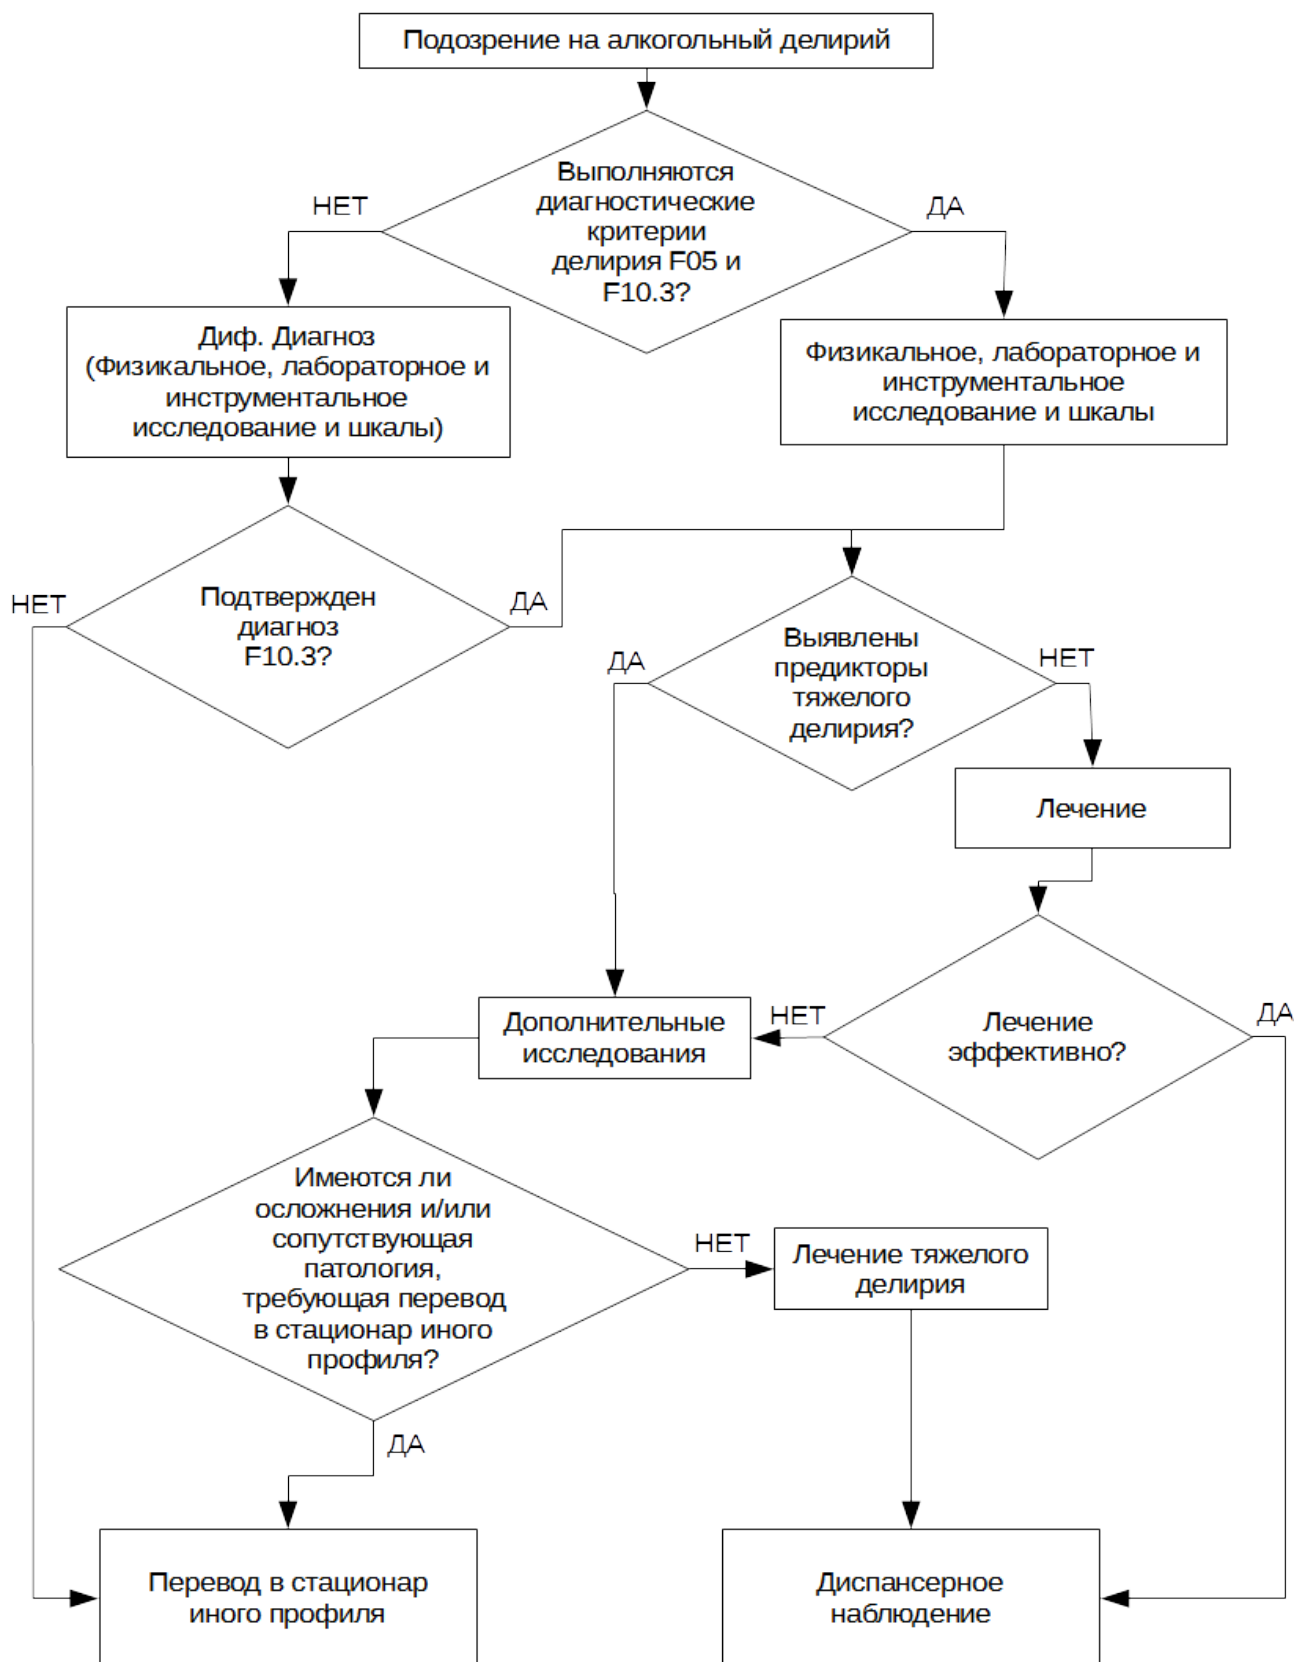 Подозрение на алкогольный делирий
Выполняются
диагностические
критерии
делирия F05 и
F10.3?
НЕТ
ДА
Диф. Диагноз
(Физикальное, лабораторное и
инструментальное
исследование и шкалы)
Физикальное, лабораторное и
инструментальное
исследование и шкалы
Подтвержден
диагноз
F10.3?
НЕТ
ДА
Выявлены
предикторы
тяжелого
делирия?
ДА
НЕТ
Лечение
Лечение
эффективно?
НЕТ
ДА
Дополнительные
исследования
Имеются ли
осложнения и/или
сопутствующая
патология,
требующая перевод
в стационар иного
профиля?
НЕТ
ДА
Лечение тяжелого
делирия
Перевод в стационар
иного профиля
Диспансерное
наблюдение